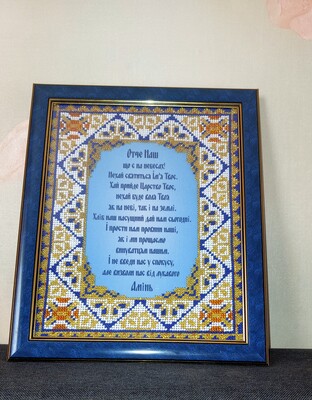 Отче Наш
що є на небесах!
Нехай святиться Ім'я Твоє.
Хай прийде Царство Твоє,
нехай буде воля Твоя
як на небі, так і на землі.
Хліб наш насущний дай нам сьогодні.
І прости нам провини наші,
як і ми прощаємо
винуватцям нашим.
І не введи нас у спокусу,
але визволи нас від лукавого
Амінь